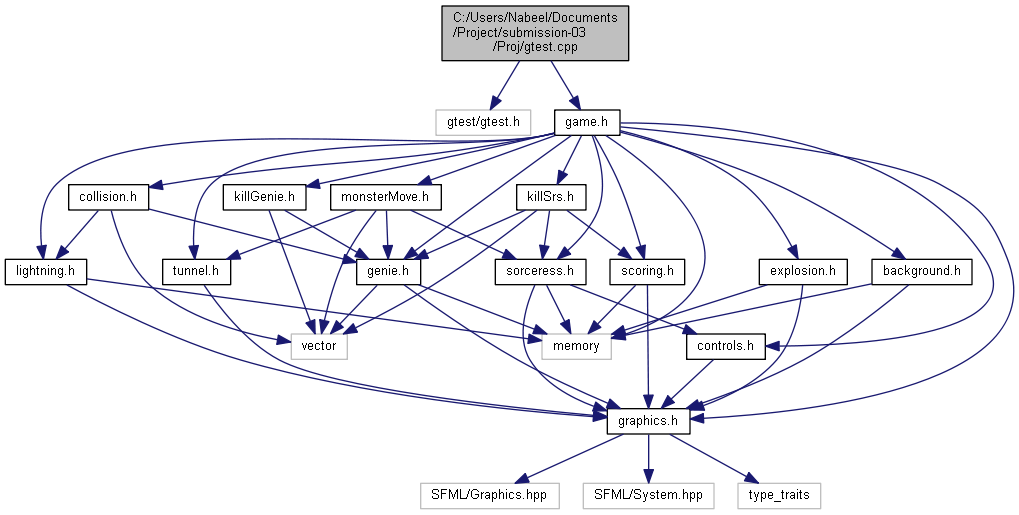 C:/Users/Nabeel/Documents
/Project/submission-03
/Proj/gtest.cpp
gtest/gtest.h
game.h
collision.h
killGenie.h
monsterMove.h
killSrs.h
lightning.h
tunnel.h
genie.h
sorceress.h
scoring.h
explosion.h
background.h
vector
memory
controls.h
graphics.h
SFML/Graphics.hpp
SFML/System.hpp
type_traits